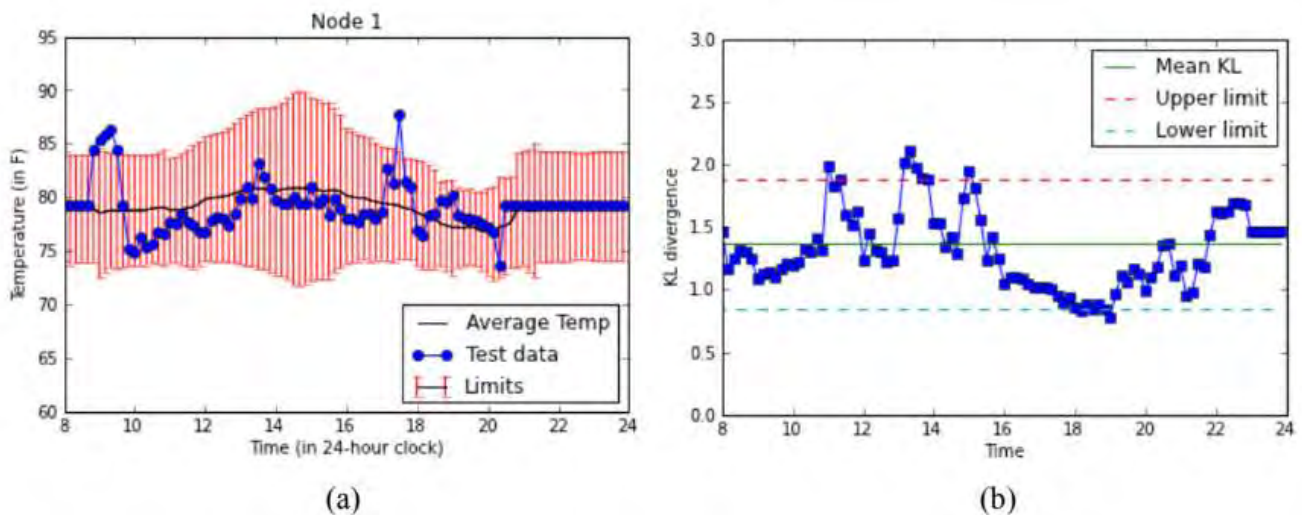 Node 1
95
90
85
80
75
70
65
60
Temperature (in F)
Average Temp
Test data
Limits
8 10 12 14 16 18 20 22 24
Time (in 24-hour clock)
(a)
3.0
2.5
2.0
1.5
1.0
0.5
0.0
KL divergence
Mean KL
Upper limit
Lower limit
8 10 12 14 16 18 20 22 24
Time
(b)